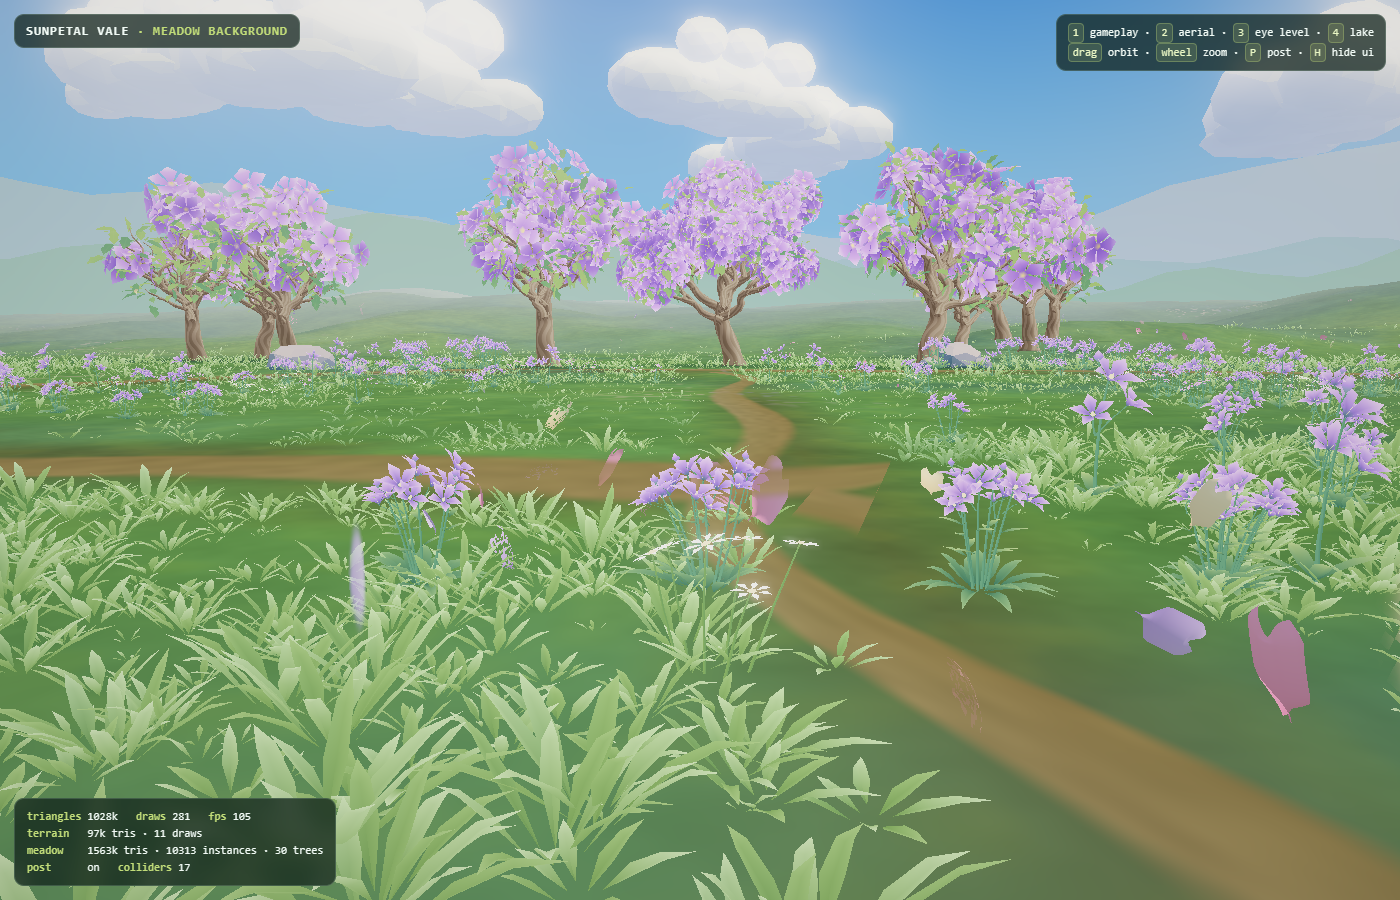 SUNPETAL VALE · MEADOW BACKGROUND
1 gameplay · 2 aerial · 3 eye level · 4 lake
drag orbit · wheel zoom · P post · H hide ui
triangles 1028k draws 281 fps 105
terrain 97k tris · 11 draws
meadow 1563k tris · 10313 instances · 30 trees
post on colliders 17